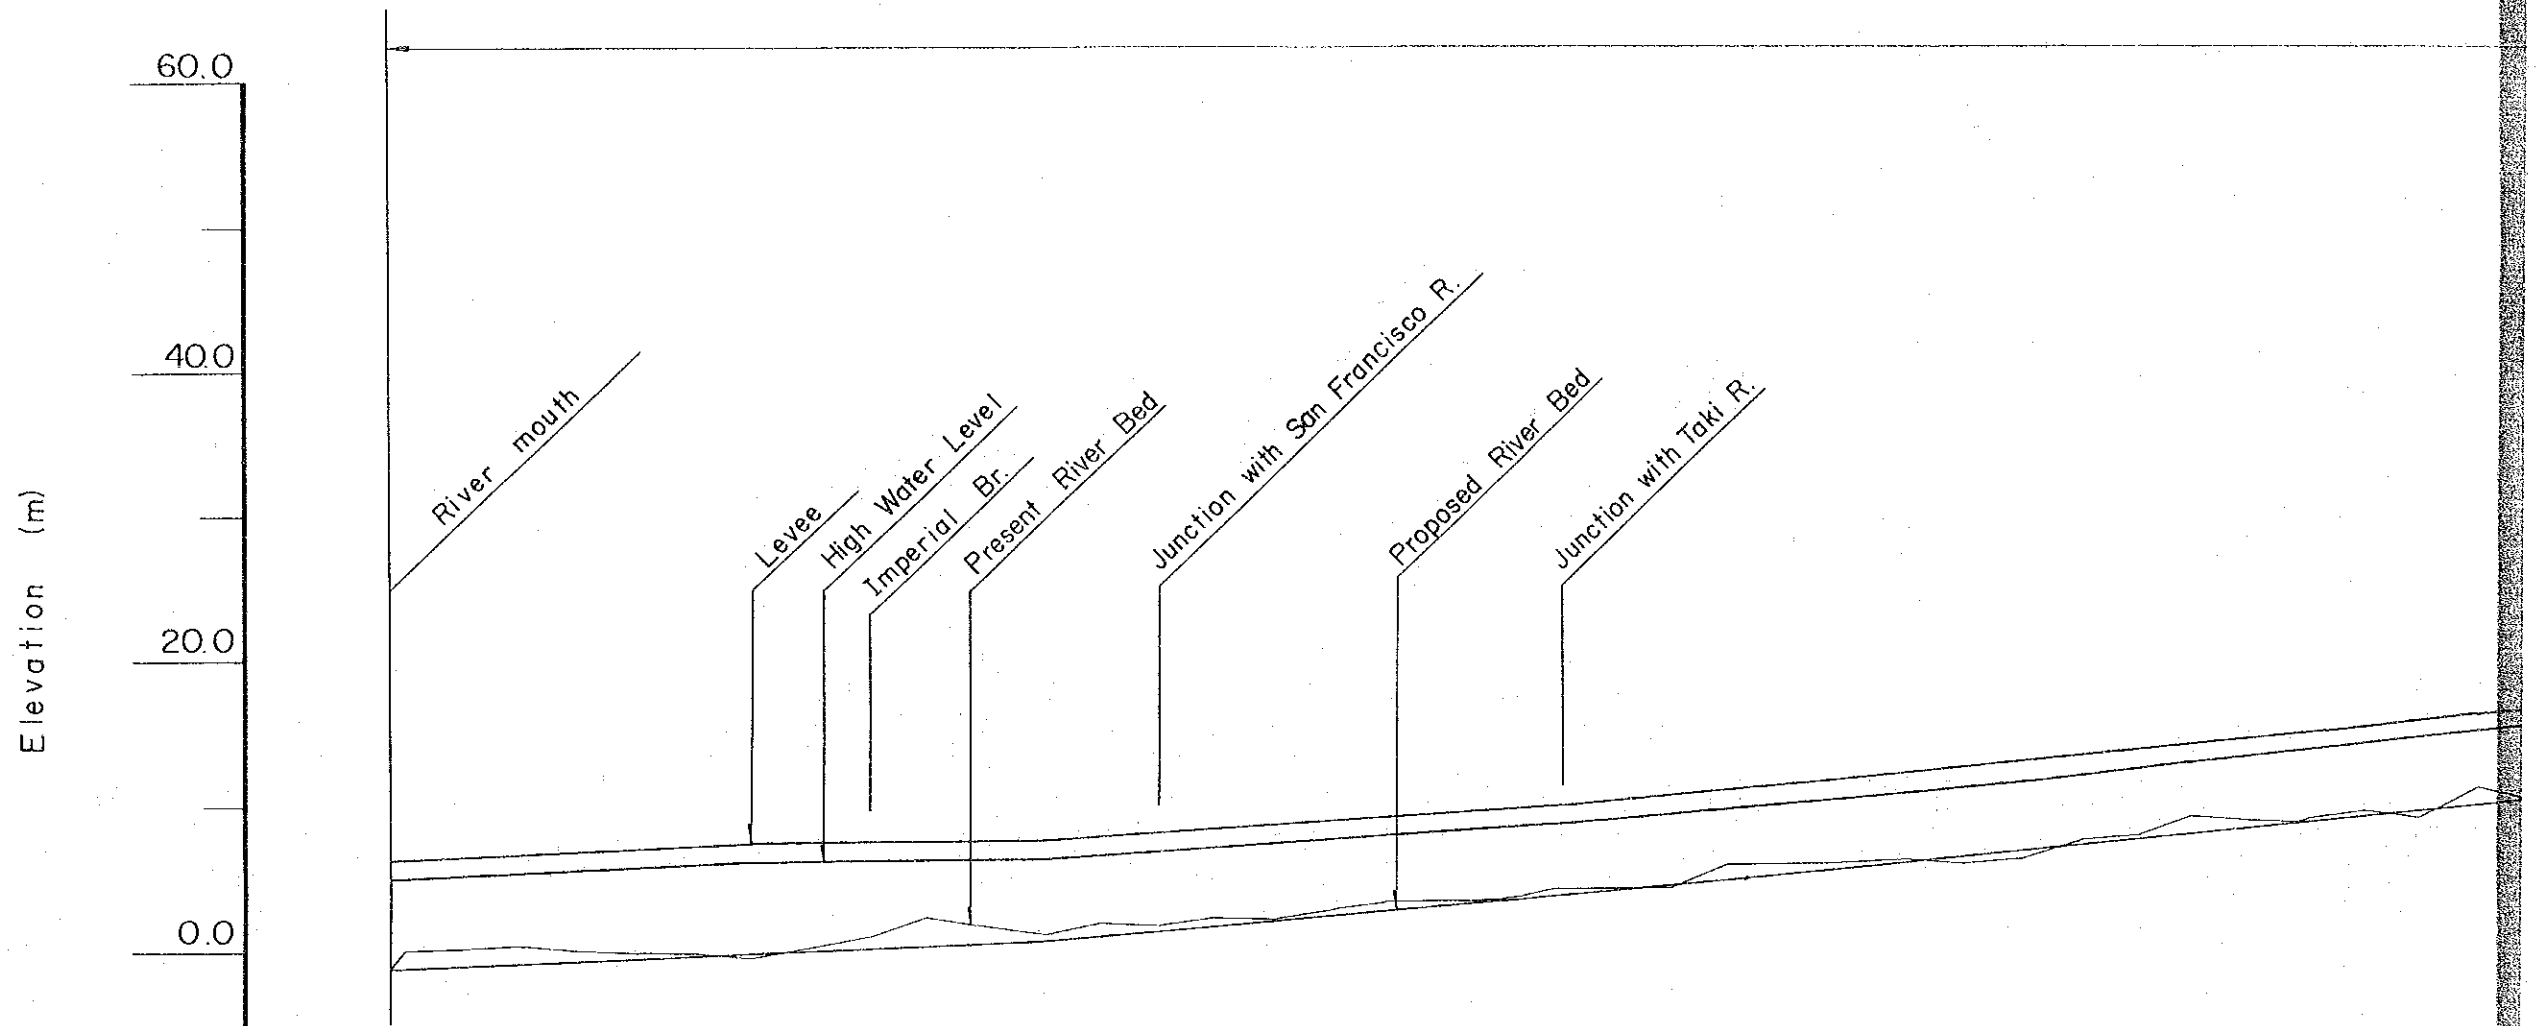 60.0
40.0
20.0
0.0
Elevation (m)
River mouth
Levee
High Water Level
Imperial Br.
Present River Bed
Junction with San Francisco R.
Proposed River Bed
Junction with Taki R.